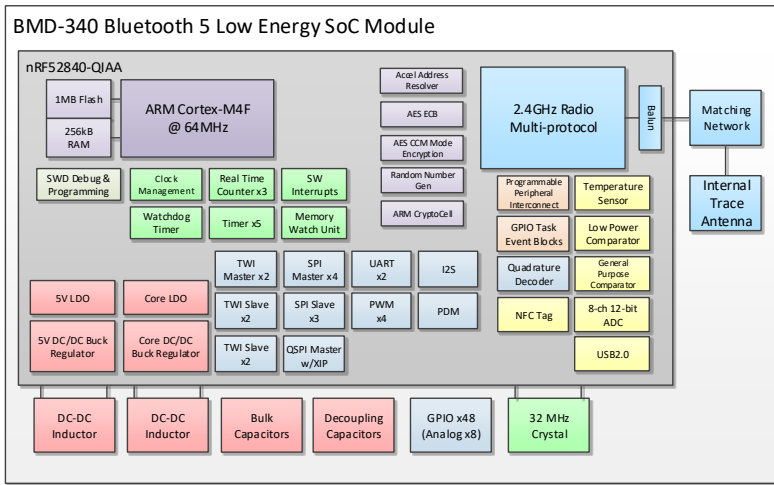 BMD-340 Bluetooth 5 Low Energy SoC Module
nRF52840-QIAA
1MB Flash
256kB
RAM
ARM Cortex-M4F
@ 64MHz
Accel Address
Resolver
AES ECB
AES CCM Mode
Encryption
Random Number
Gen
ARM CryptoCell
2.4GHz Radio
Multi-protocol
Balun
Matching
Network
Internal
Trace
Antenna
SWD Debug &
Programming
Clock
Management
Real Time
Counter x3
SW
Interrupts
Watchdog
Timer
Timer x5
Memory
Watch Unit
Programmable
Peripheral
Interconnect
Temperature
Sensor
GPIO Task
Event Blocks
Low Power
Comparator
Quadrature
Decoder
General
Purpose
Comparator
NFC Tag
8-ch 12-bit
ADC
USB2.0
TWI
Master x2
SPI
Master x4
UART
x2
I2S
TWI Slave
x2
SPI Slave
x3
PWM
x4
PDM
TWI Slave
x2
QSPI Master
w/XIP
5V LDO
Core LDO
5V DC/DC Buck
Regulator
Core DC/DC
Buck Regulator
DC-DC
Inductor
DC-DC
Inductor
Bulk
Capacitors
Decoupling
Capacitors
GPIO x48
(Analog x8)
32 MHz
Crystal